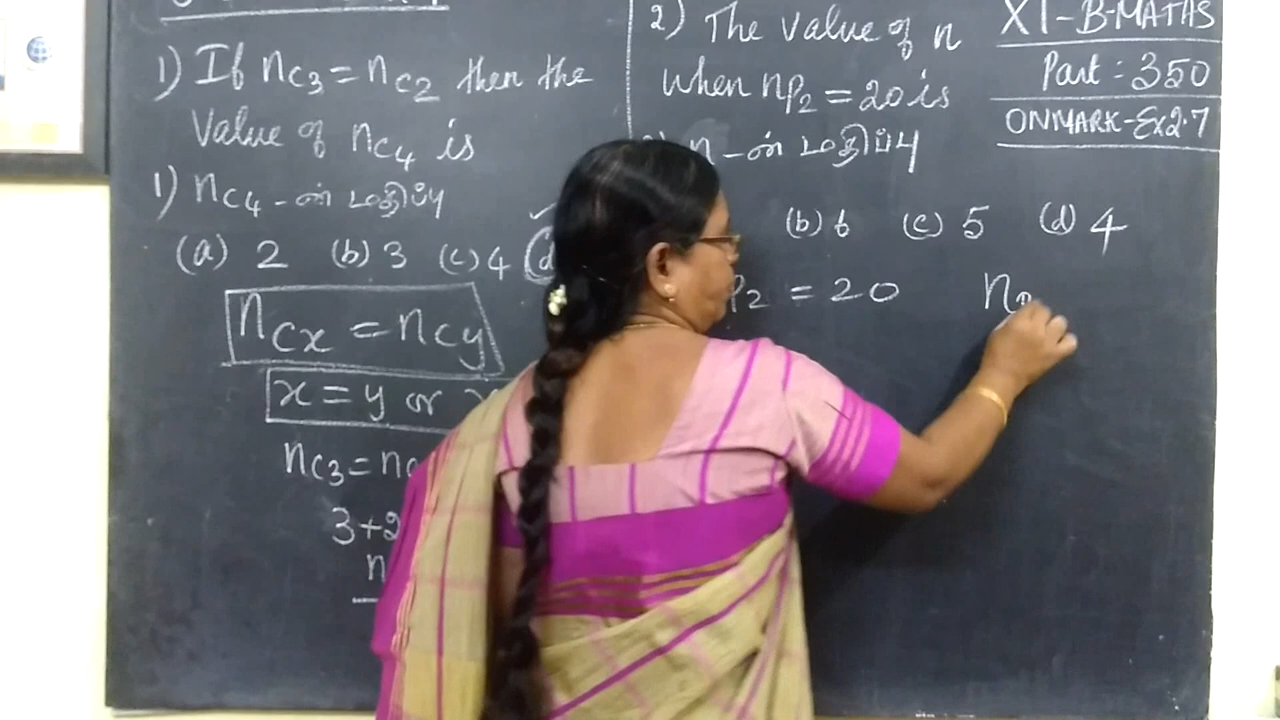 1) If nC3 = nC2 then the
Value of nC4 is
1) nC4 - ன் மதிப்பு
(a) 2 (b) 3 (c) 4 (d
nCx = nCy
x = y or
nC3 = n
3+2
n
2) The value of n
when nP2 = 20 is
n - ன் மதிப்பு
(b) 6 (c) 5 (d) 4
P2 = 20 n
XI - B-MATHS
Part : 350
ONMARK-Ex2.7